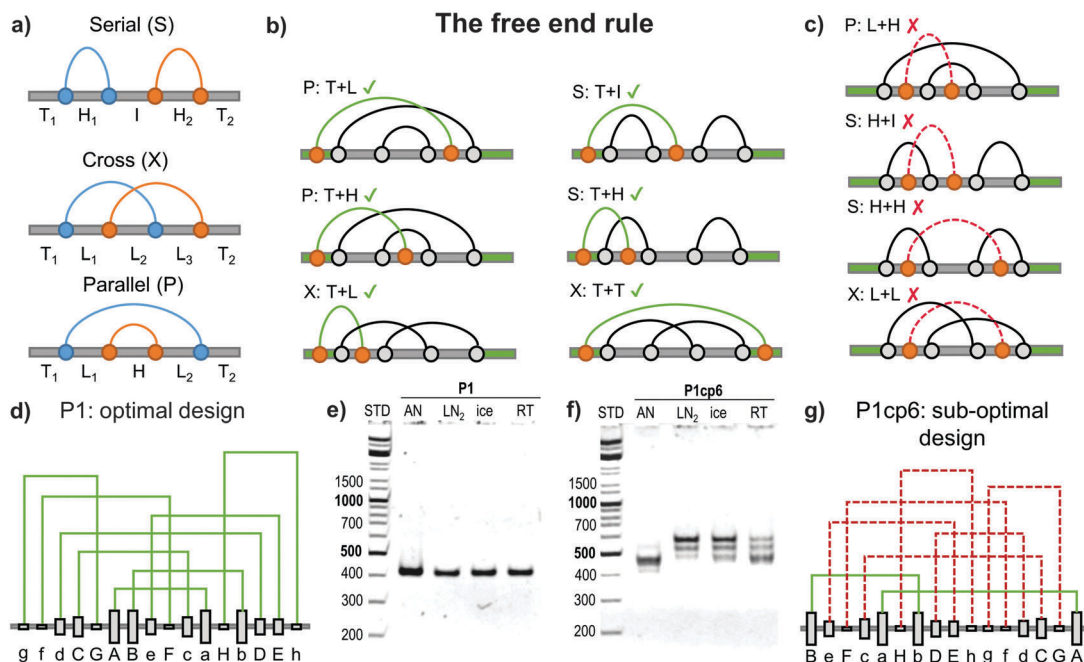 a)
Serial (S)
T1 H1 I H2 T2
Cross (X)
T1 L1 L2 L3 T2
Parallel (P)
T1 L1 H L2 T2
b)
The free end rule
P: T+L ✓
S: T+I ✓
P: T+H ✓
S: T+H ✓
X: T+L ✓
X: T+T ✓
c)
P: L+H ✗
S: H+I ✗
S: H+H ✗
X: L+L ✗
d) P1: optimal design
g f d C G A B e F c a H b D E h
e)
P1
STD AN LN2 ice RT
1500
1000
700
500
400
300
200
f)
P1cp6
STD AN LN2 ice RT
1500
1000
700
500
400
300
200
g)
P1cp6: sub-optimal
design
B e F c a H b D E h g f d C G A